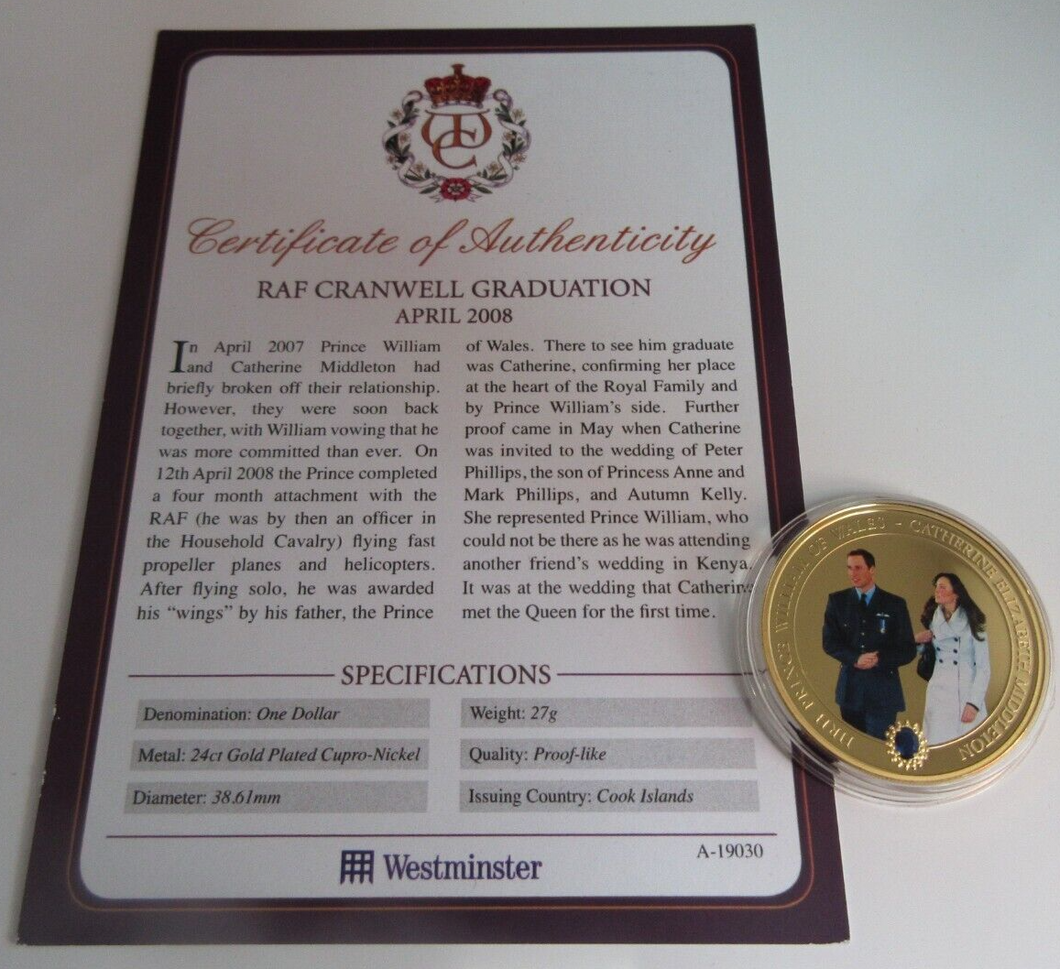 Certificate of Authenticity
RAF CRANWELL GRADUATION
APRIL 2008
In April 2007 Prince William
and Catherine Middleton had
briefly broken off their relationship.
However, they were soon back
together, with William vowing that he
was more committed than ever. On
12th April 2008 the Prince completed
a four month attachment with the
RAF (he was by then an officer in
the Household Cavalry) flying fast
propeller planes and helicopters.
After flying solo, he was awarded
his “wings” by his father, the Prince
of Wales. There to see him graduate
was Catherine, confirming her place
at the heart of the Royal Family and
by Prince William’s side. Further
proof came in May when Catherine
was invited to the wedding of Peter
Phillips, the son of Princess Anne and
Mark Phillips, and Autumn Kelly.
She represented Prince William, who
could not be there as he was attending
another friend’s wedding in Kenya.
It was at the wedding that Catherine
met the Queen for the first time.
SPECIFICATIONS
Denomination: One Dollar
Metal: 24ct Gold Plated Cupro-Nickel
Diameter: 38.61mm
Weight: 27g
Quality: Proof-like
Issuing Country: Cook Islands
Westminster
A-19030
HRH PRINCE WILLIAM OF WALES - CATHERINE ELIZABETH MIDDLETON